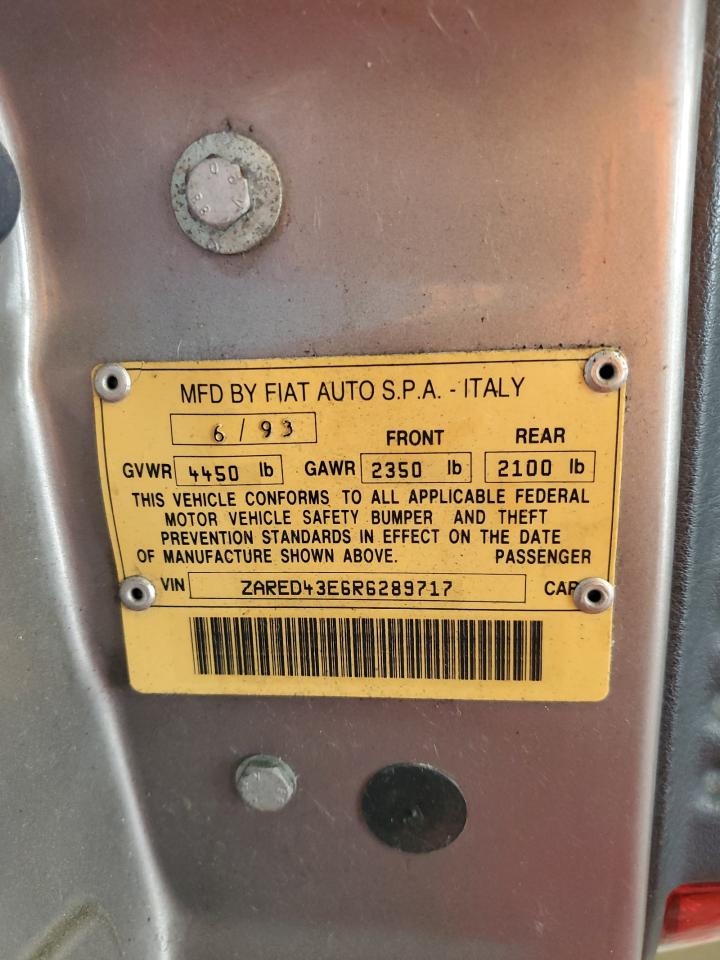 MFD BY FIAT AUTO S.P.A. - ITALY
6 / 93 FRONT REAR
GVWR 4450 lb GAWR 2350 lb 2100 lb
THIS VEHICLE CONFORMS TO ALL APPLICABLE FEDERAL
MOTOR VEHICLE SAFETY BUMPER AND THEFT
PREVENTION STANDARDS IN EFFECT ON THE DATE
OF MANUFACTURE SHOWN ABOVE. PASSENGER
VIN ZARED43E6R6289717 CAR